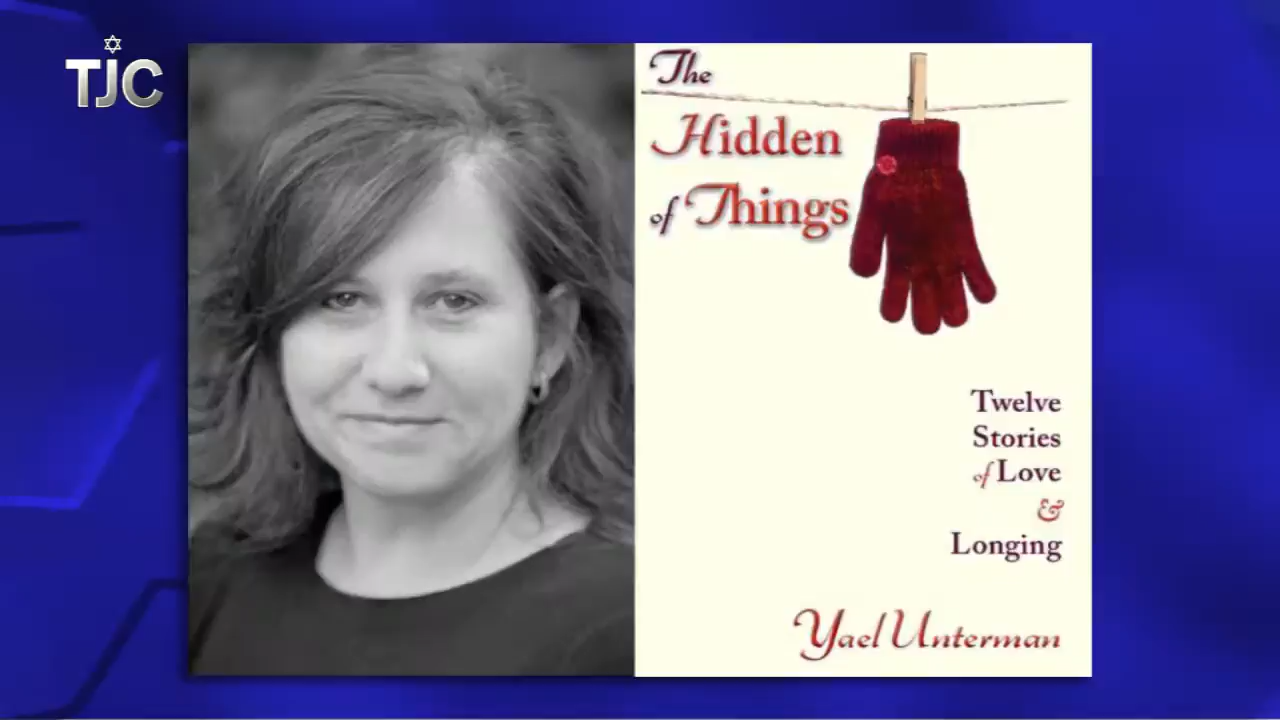 TJC
The
Hidden
of Things
Twelve
Stories
of Love
&
Longing
Yael Unterman